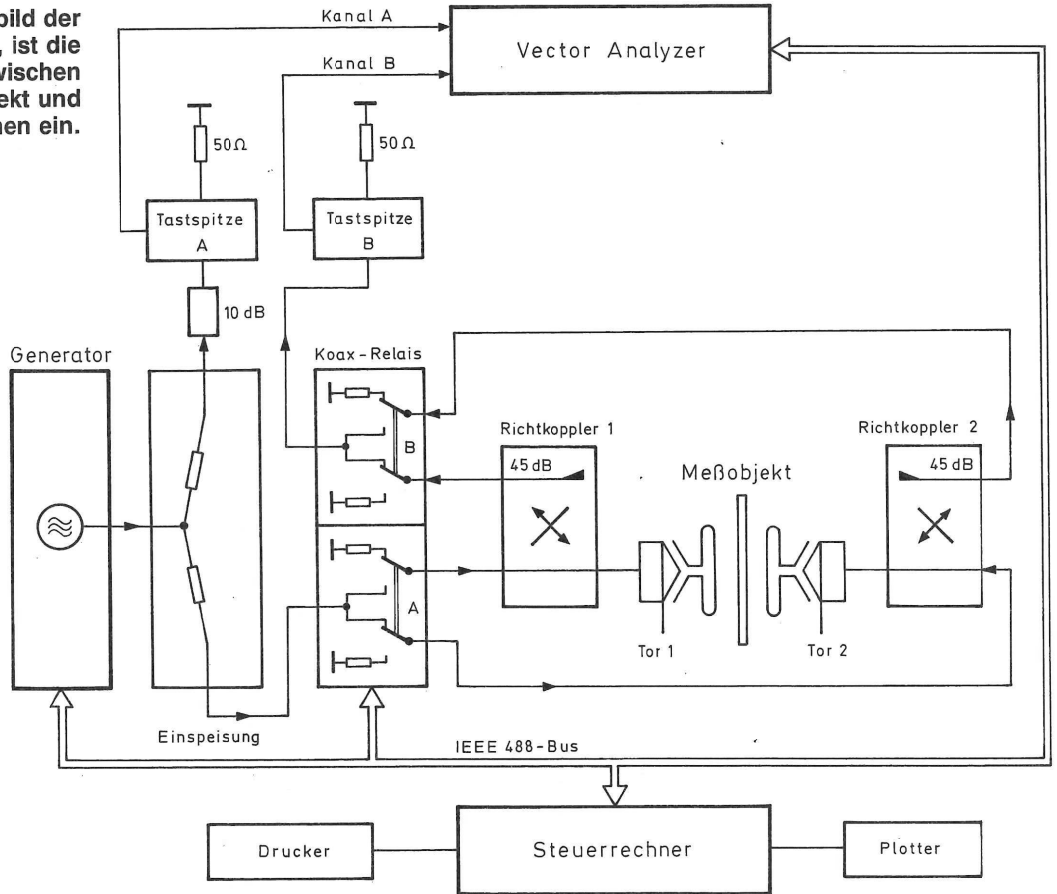 bild der
, ist die
wischen
ekt und
nen ein.
Kanal A
Vector Analyzer
Kanal B
50Ω
50Ω
Tastspitze
A
Tastspitze
B
10 dB
Generator
Koax-Relais
Richtkoppler 1
Richtkoppler 2
B
45 dB
45 dB
Meßobjekt
A
Tor 1
Tor 2
Einspeisung
IEEE 488-Bus
Drucker
Steuerrechner
Plotter